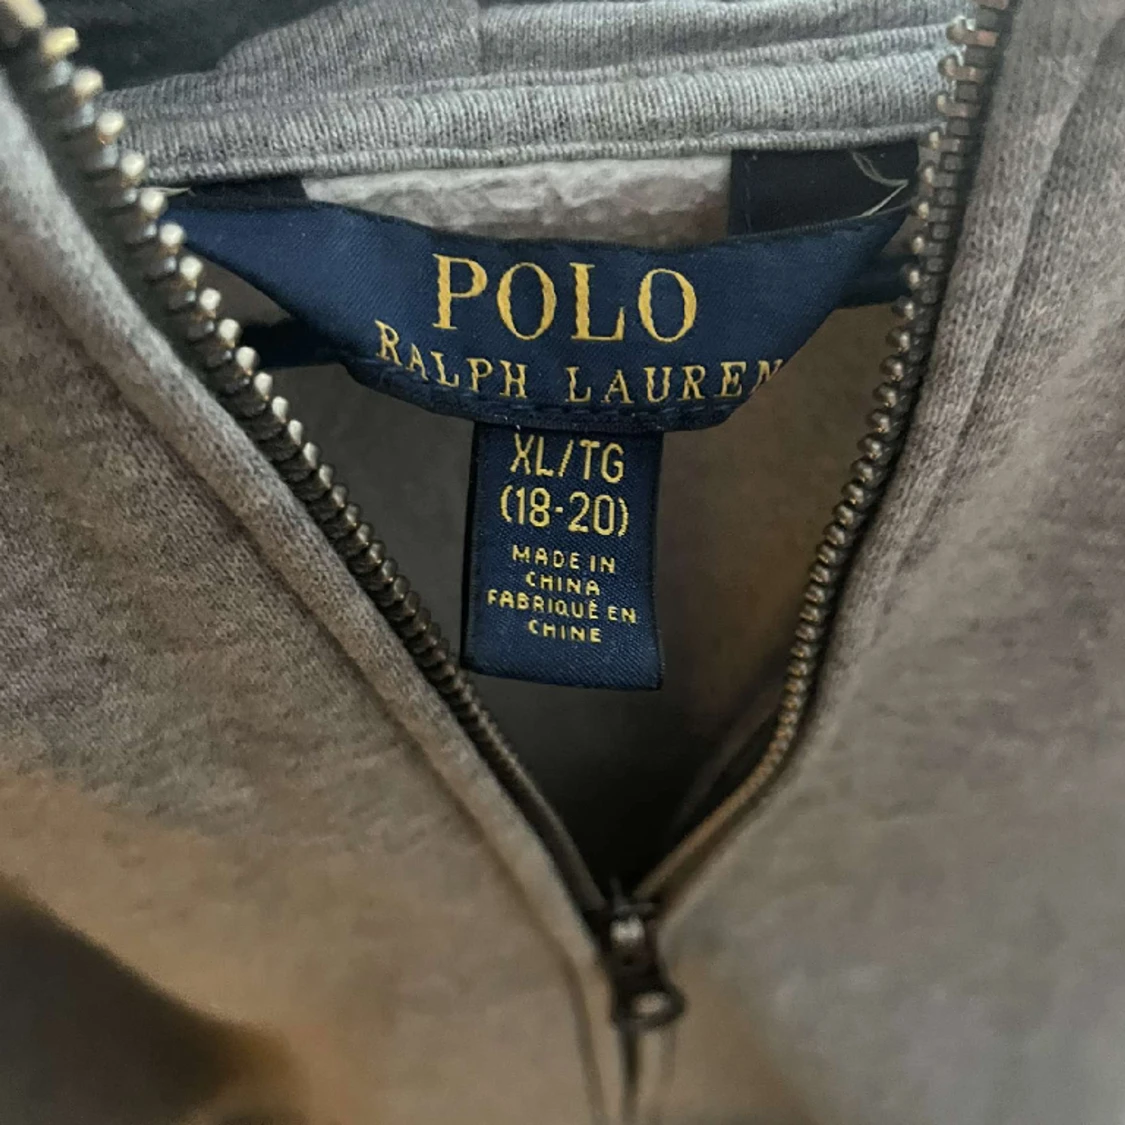 POLO
RALPH LAUREN
XL/TG
(18-20)
MADE IN
CHINA
FABRIQUÉ EN
CHINE